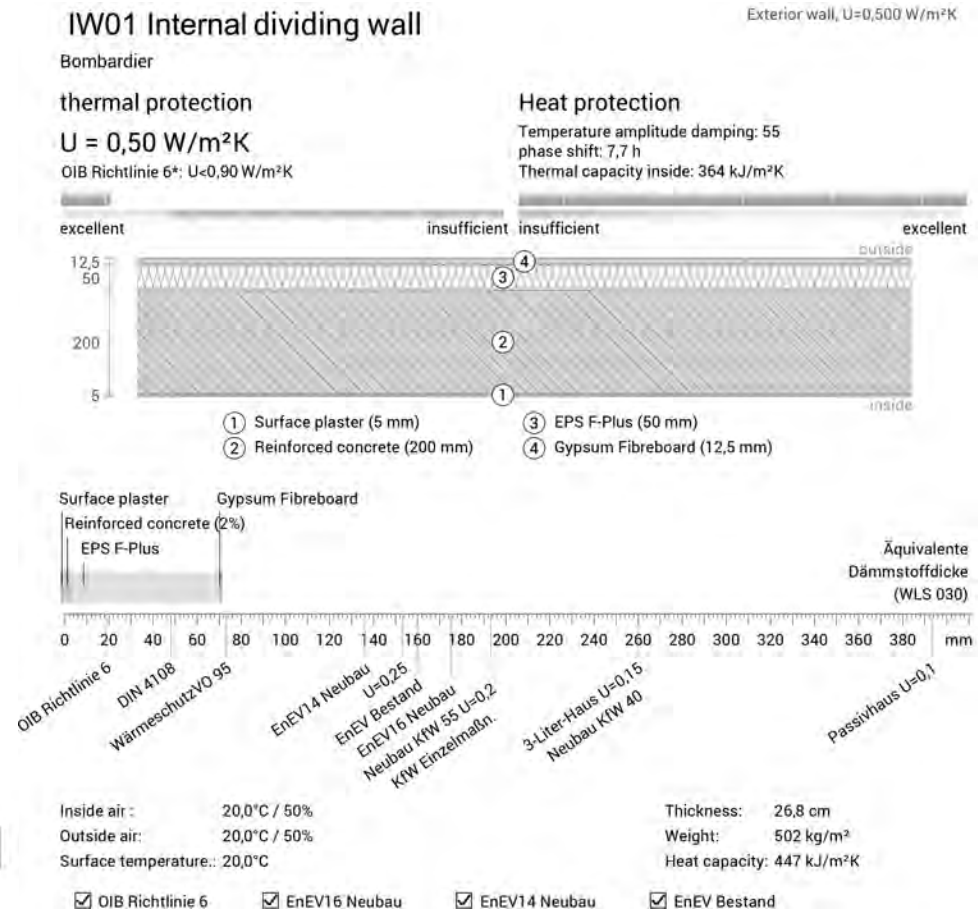 IW01 Internal dividing wall
Exterior wall, U=0,500 W/m²K
Bombardier
thermal protection
U = 0,50 W/m²K
OIB Richtlinie 6*: U<0,90 W/m²K
Heat protection
Temperature amplitude damping: 55
phase shift: 7,7 h
Thermal capacity inside: 364 kJ/m²K
excellent
insufficient
insufficient
excellent
outside
12,5
50
200
5
4
3
2
1
inside
1 Surface plaster (5 mm)
2 Reinforced concrete (200 mm)
3 EPS F-Plus (50 mm)
4 Gypsum Fibreboard (12,5 mm)
Surface plaster
Gypsum Fibreboard
Reinforced concrete (2%)
EPS F-Plus
Äquivalente
Dämmstoffdicke
(WLS 030)
0 20 40 60 80 100 120 140 160 180 200 220 240 260 280 300 320 340 360 380 mm
OIB Richtlinie 6
DIN 4108
WärmeschutzVO 95
EnEV14 Neubau
U=0,25
EnEV Bestand
EnEV16 Neubau
Neubau KfW 55 U=0,2
KfW Einzelmaßn.
3-Liter-Haus U=0,15
Neubau KfW 40
Passivhaus U=0,1
Inside air : 20,0°C / 50%
Outside air: 20,0°C / 50%
Surface temperature.: 20,0°C
Thickness: 26,8 cm
Weight: 502 kg/m²
Heat capacity: 447 kJ/m²K
OIB Richtlinie 6
EnEV16 Neubau
EnEV14 Neubau
EnEV Bestand